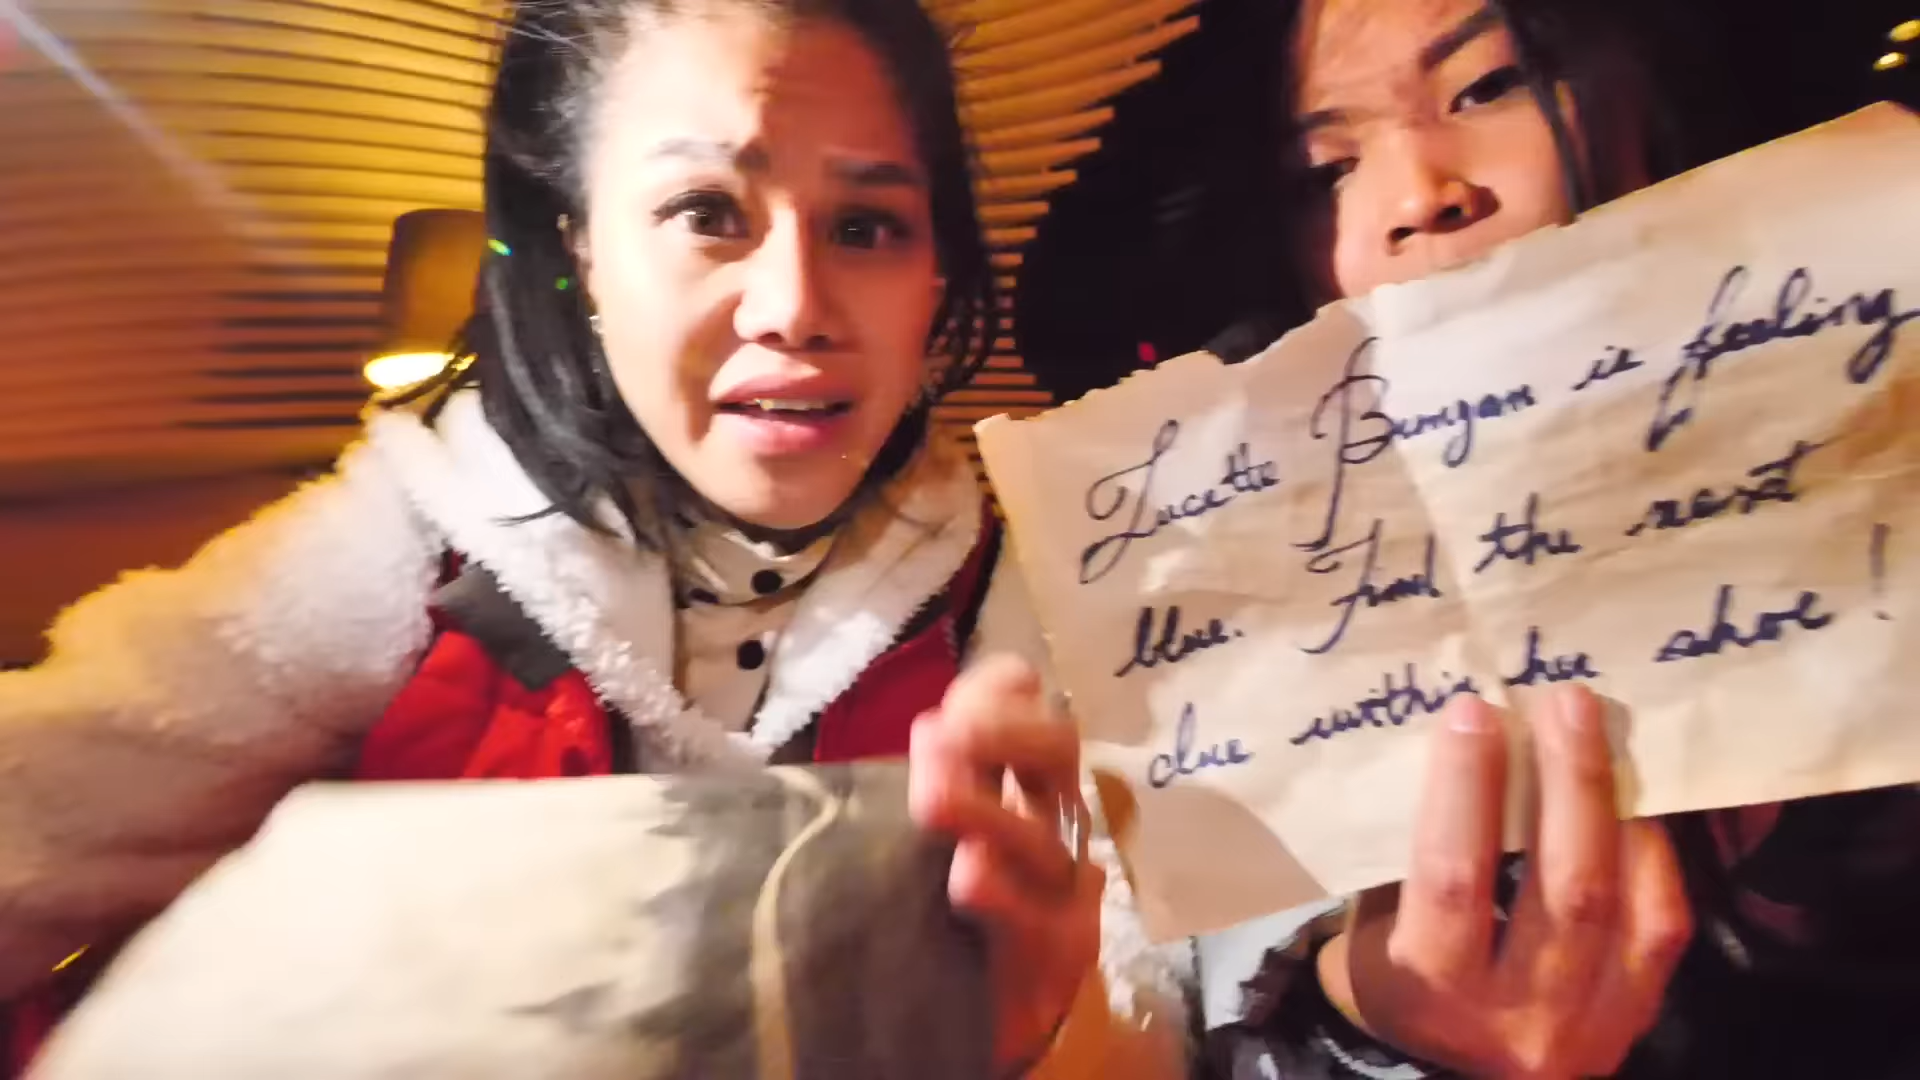 Lucette Bunyan is feeling
blue. Find the next
clue within her shoe!